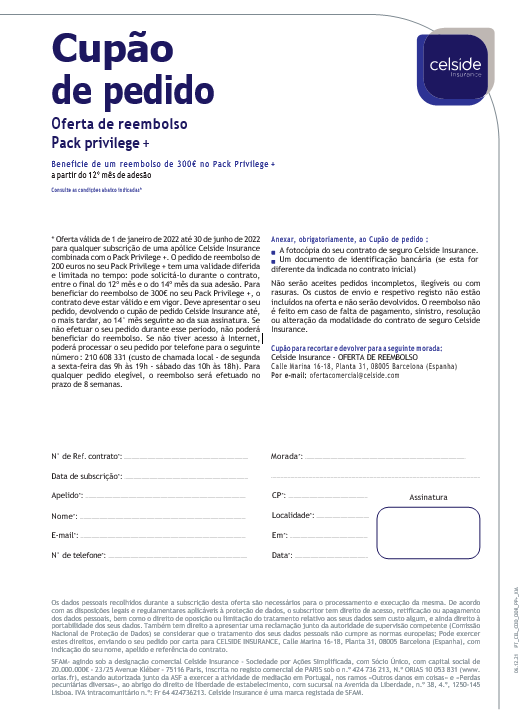 Cupão
de pedido
Oferta de reembolso
Pack privilege +
Beneficie de um reembolso de 300€ no Pack Privilege +
a partir do 12º mês de adesão
Consulte as condições abaixo indicadas*
celside
insurance
* Oferta válida de 1 de janeiro de 2022 até 30 de junho de 2022
para qualquer subscrição de uma apólice Celside Insurance
combinada com o Pack Privilege +. O pedido de reembolso de
200 euros no seu Pack Privilege + tem uma validade diferida
e limitada no tempo: pode solicitá-lo durante o contrato,
entre o final do 12º mês e o do 14º mês da sua adesão. Para
beneficiar do reembolso de 300€ no seu Pack Privilege +, o
contrato deve estar válido e em vigor. Deve apresentar o seu
pedido, devolvendo o cupão de pedido Celside Insurance até,
o mais tardar, ao 14° mês seguinte ao da sua assinatura. Se
não efetuar o seu pedido durante esse período, não poderá
beneficiar do reembolso. Se não tiver acesso à Internet,
poderá processar o seu pedido por telefone para o seguinte
número : 210 608 331 (custo de chamada local - de segunda
a sexta-feira das 9h às 19h - sábado das 10h às 18h). Para
qualquer pedido elegível, o reembolso será efetuado no
prazo de 8 semanas.
Anexar, obrigatoriamente, ao Cupão de pedido :
■ A fotocópia do seu contrato de seguro Celside Insurance.
■ Um documento de identificação bancária (se esta for
diferente da indicada no contrato inicial)
Não serão aceites pedidos incompletos, ilegíveis ou com
rasuras. Os custos de envio e respetivo registo não estão
incluídos na oferta e não serão devolvidos. O reembolso não
é feito em caso de falta de pagamento, sinistro, resolução
ou alteração da modalidade do contrato de seguro Celside
Insurance.
Cupão para recortar e devolver para a seguinte morada:
Celside Insurance - OFERTA DE REEMBOLSO
Calle Marina 16-18, Planta 31, 08005 Barcelona (Espanha)
Por e-mail: ofertacomercial@celside.com
N° de Ref. contrato*:
Data de subscrição*:
Apelido*:
Nome*:
E-mail*:
N° de telefone*:
Morada*:
CP*:
Localidade*:
Em*:
Data*:
Assinatura
Os dados pessoais recolhidos durante a subscrição desta oferta são necessários para o processamento e execução da mesma. De acordo
com as disposições legais e regulamentares aplicáveis à proteção de dados, o subscritor tem direito de acesso, retificação ou apagamento
dos dados pessoais, bem como o direito de oposição ou limitação do tratamento relativo aos seus dados sem custo algum, e ainda direito à
portabilidade dos seus dados. Também tem direito a apresentar uma reclamação junto da autoridade de supervisão competente (Comissão
Nacional de Proteção de Dados) se considerar que o tratamento dos seus dados pessoais não cumpre as normas europeias; Pode exercer
estes direitos, enviando o seu pedido por carta para CELSIDE INSURANCE, Calle Marina 16-18, Planta 31, 08005 Barcelona (Espanha), com
indicação do seu nome, apelido e referência do contrato.
SFAM- agindo sob a designação comercial Celside Insurance - Sociedade por Ações Simplificada, com Sócio Único, com capital social de
20.000.000€ - 23/25 Avenue Kléber - 75116 Paris, inscrita no registo comercial de PARIS sob o n.º 424 736 213, N.º ORIAS 10 053 831 (www.
orias.fr), estando autorizada junto da ASF a exercer a atividade de mediação em Portugal, nos ramos «Outros danos em coisas» e «Perdas
pecuniárias diversas», ao abrigo do direito de liberdade de estabelecimento, com sucursal na Avenida da Liberdade, n.º 38, 4.º, 1250-145
Lisboa. IVA intracomunitário n.º: Fr 64 424736213. Celside Insurance é uma marca registada de SFAM.